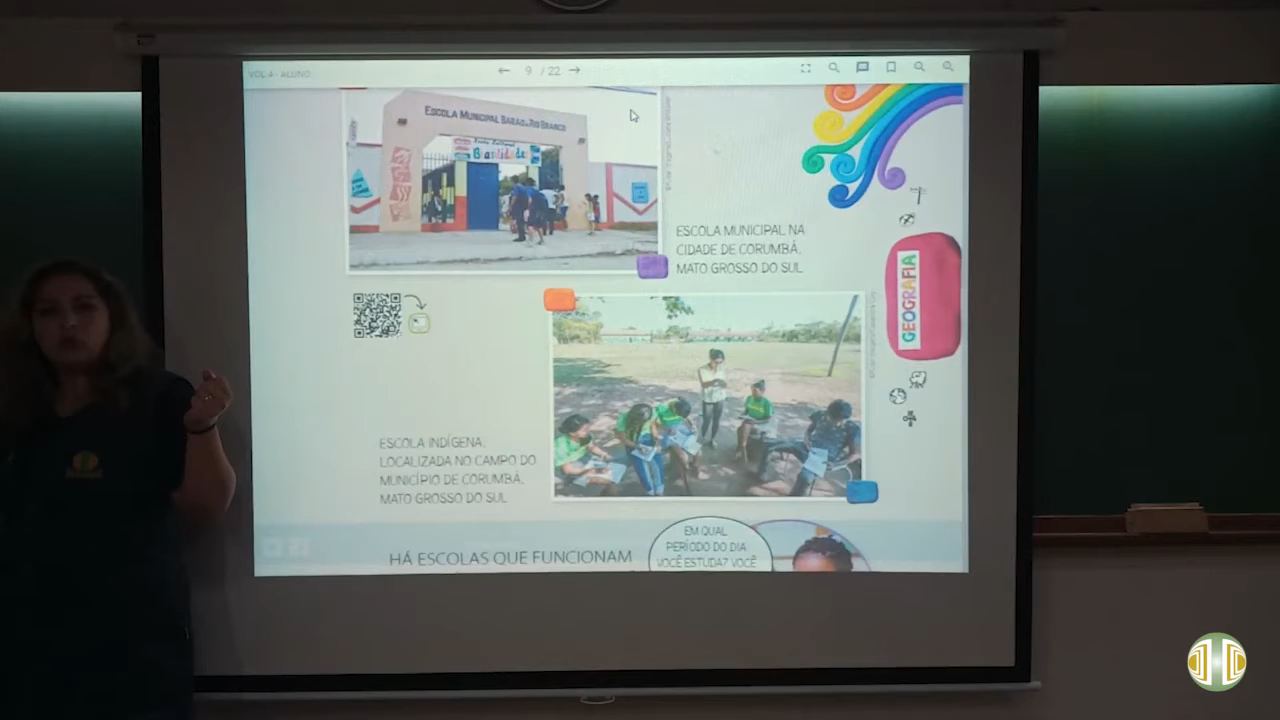 VOL.4 - ALUNO
9 / 22
ESCOLA MUNICIPAL BARÃO RIO BRANCO
Brasilidades
ESCOLA MUNICIPAL NA
CIDADE DE CORUMBÁ,
MATO GROSSO DO SUL.
GEOGRAFIA
ESCOLA INDÍGENA,
LOCALIZADA NO CAMPO DO
MUNICÍPIO DE CORUMBÁ,
MATO GROSSO DO SUL.
HÁ ESCOLAS QUE FUNCIONAM
EM QUAL
PERÍODO DO DIA
VOCÊ ESTUDA? VOCÊ